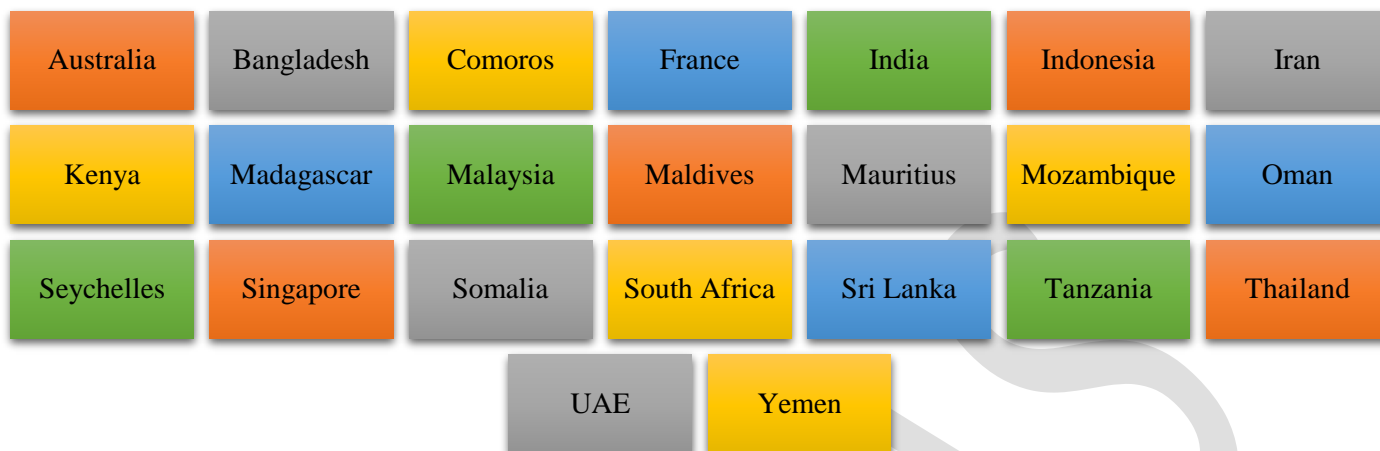 Australia Bangladesh Comoros France India Indonesia Iran
Kenya Madagascar Malaysia Maldives Mauritius Mozambique Oman
Seychelles Singapore Somalia South Africa Sri Lanka Tanzania Thailand
UAE Yemen